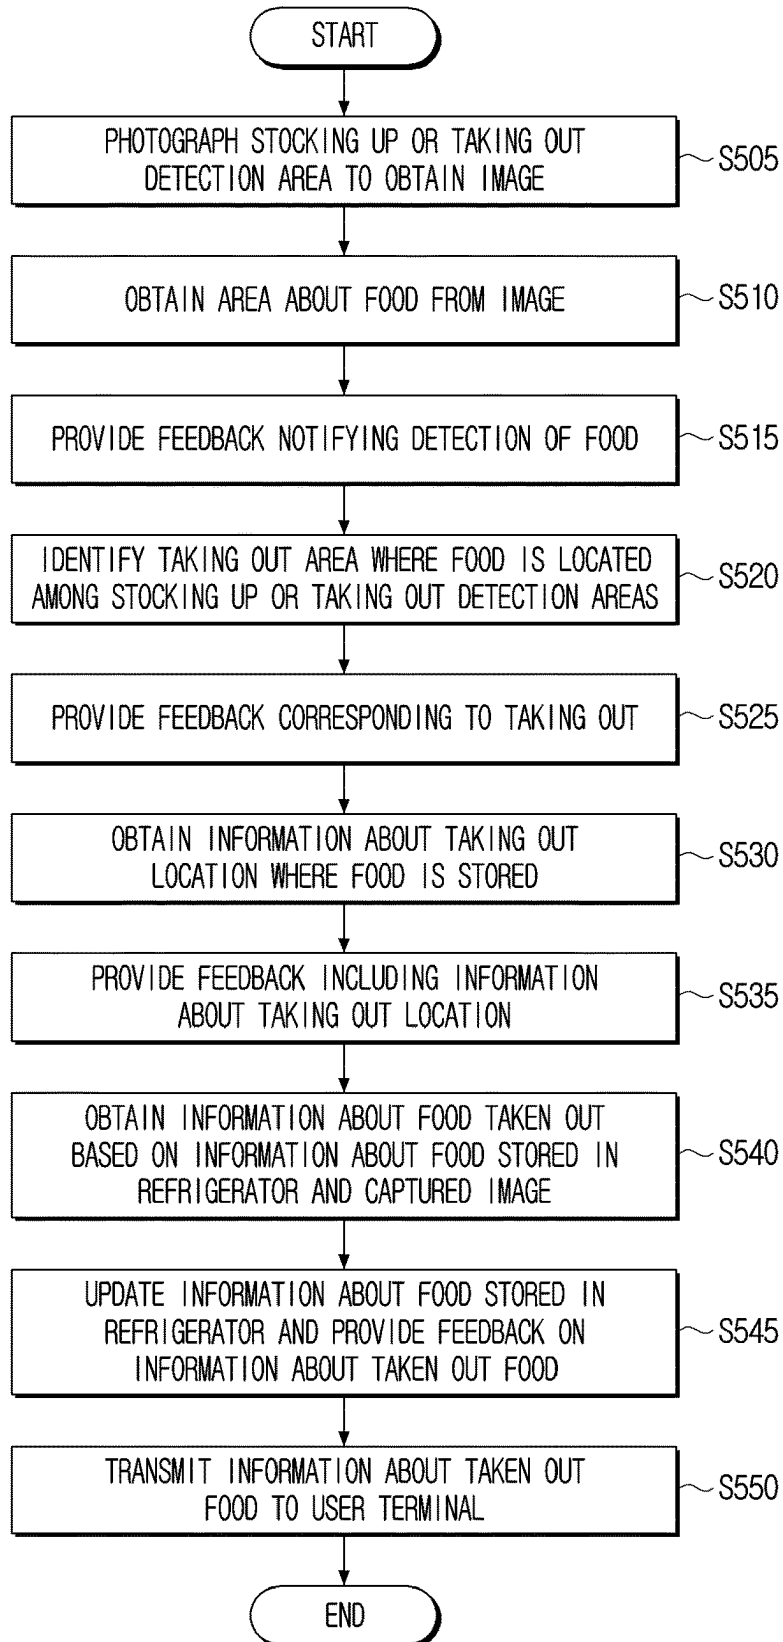 START
PHOTOGRAPH STOCKING UP OR TAKING OUT
DETECTION AREA TO OBTAIN IMAGE
S505
OBTAIN AREA ABOUT FOOD FROM IMAGE
S510
PROVIDE FEEDBACK NOTIFYING DETECTION OF FOOD
S515
IDENTIFY TAKING OUT AREA WHERE FOOD IS LOCATED
AMONG STOCKING UP OR TAKING OUT DETECTION AREAS
S520
PROVIDE FEEDBACK CORRESPONDING TO TAKING OUT
S525
OBTAIN INFORMATION ABOUT TAKING OUT
LOCATION WHERE FOOD IS STORED
S530
PROVIDE FEEDBACK INCLUDING INFORMATION
ABOUT TAKING OUT LOCATION
S535
OBTAIN INFORMATION ABOUT FOOD TAKEN OUT
BASED ON INFORMATION ABOUT FOOD STORED IN
REFRIGERATOR AND CAPTURED IMAGE
S540
UPDATE INFORMATION ABOUT FOOD STORED IN
REFRIGERATOR AND PROVIDE FEEDBACK ON
INFORMATION ABOUT TAKEN OUT FOOD
S545
TRANSMIT INFORMATION ABOUT TAKEN OUT
FOOD TO USER TERMINAL
S550
END